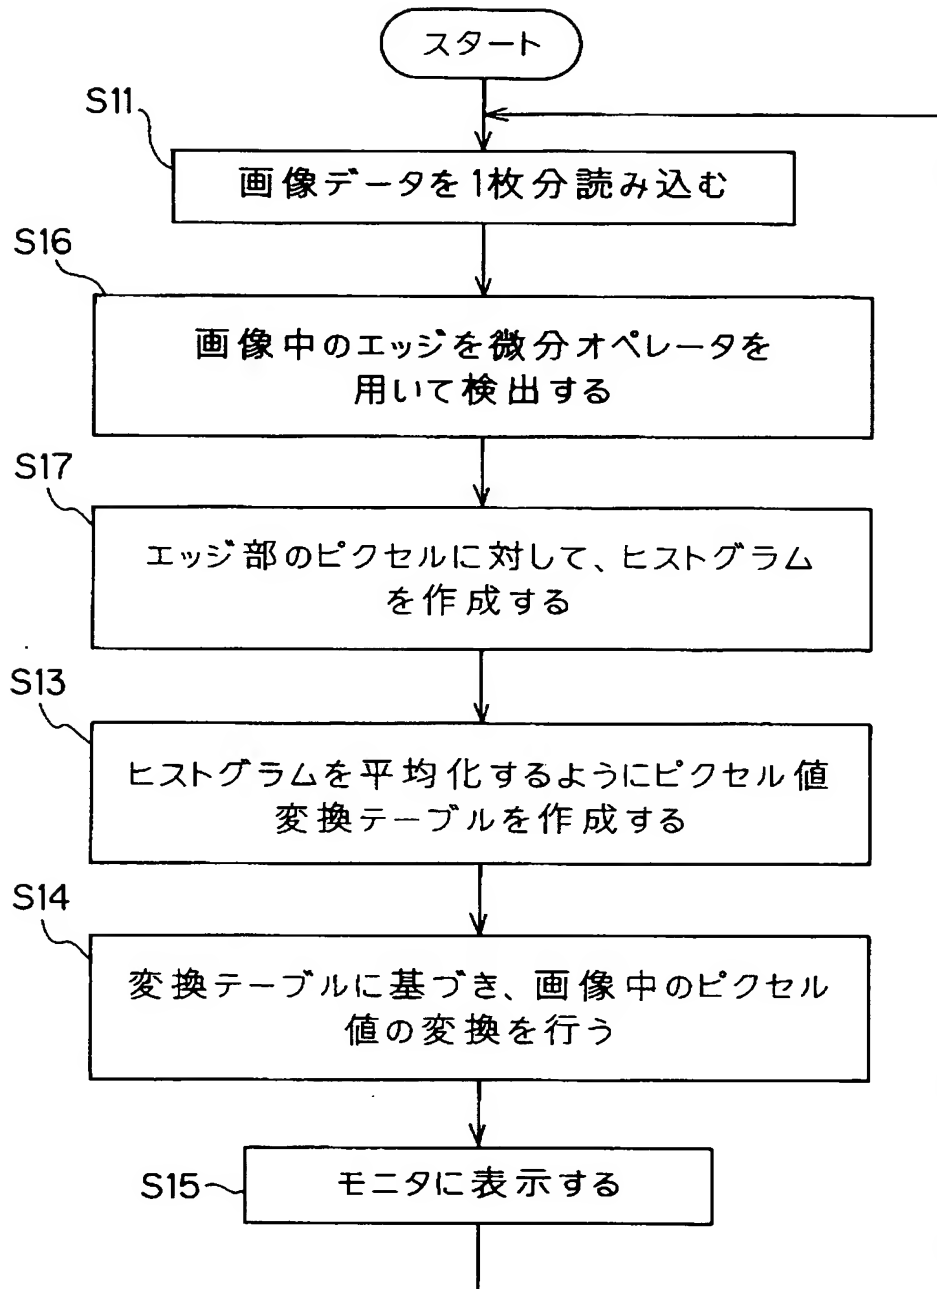 スタート
S11
画像データを1枚分読み込む
S16
画像中のエッジを微分オペレータを
用いて検出する
S17
エッジ部のピクセルに対して、ヒストグラム
を作成する
S13
ヒストグラムを平均化するようにピクセル値
変換テーブルを作成する
S14
変換テーブルに基づき、画像中のピクセル
値の変換を行う
S15
モニタに表示する